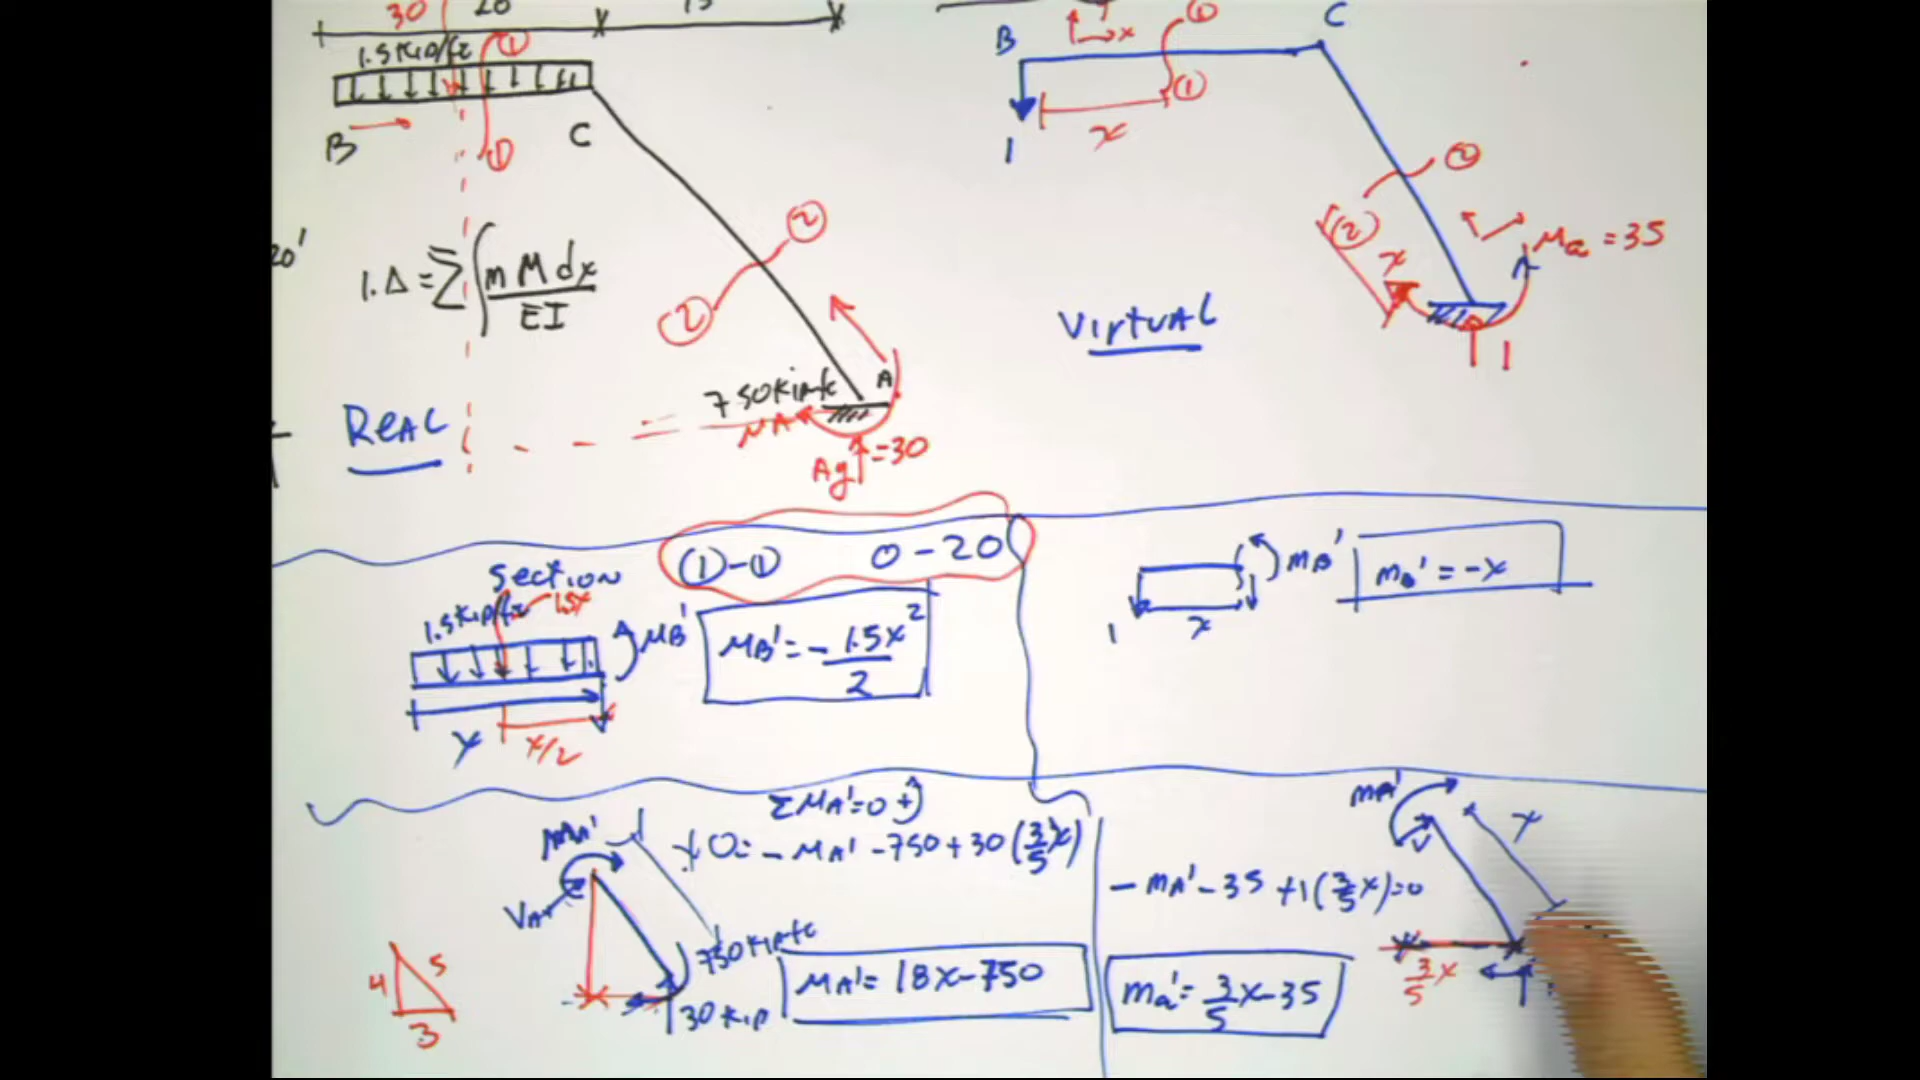 30 20 15
1.5 kip/ft
①
B
C
①
20'
1.Δ = Σ ∫ m M dx / EI
②
②
750 kip-ft
A
MA
Ay = 30
Real
y
x
①
B
C
①
1
x
②
②
x
Ma = 35
A
1
Virtual
Section
①-① 0-20
1.5 kip/ft
1.5x
MB'
MB' = - 1.5x² / 2
x
x/2
1
x
mB'
mB' = -x
ΣMA' = 0
MA'
0 = - MA' - 750 + 30 (3/5 x)
VA'
750 kip-ft
30 kip
MA' = 18x - 750
4
5
3
mA'
V
x
- mA' - 35 + 1 (3/5 x) = 0
3/5 x
ma' = 3/5 x - 35